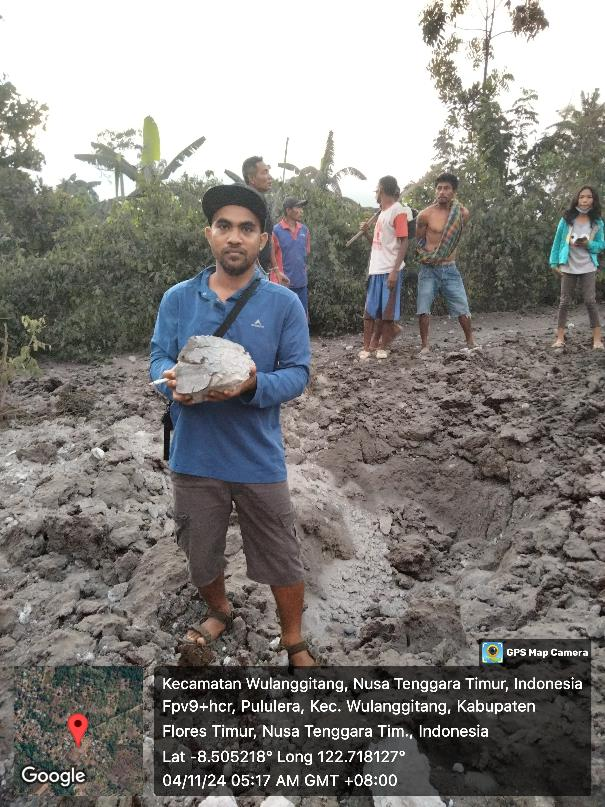 GPS Map Camera
Kecamatan Wulanggitang, Nusa Tenggara Timur, Indonesia
Fpv9+hcr, Pululera, Kec. Wulanggitang, Kabupaten
Flores Timur, Nusa Tenggara Tim., Indonesia
Lat -8.505218° Long 122.718127°
04/11/24 05:17 AM GMT +08:00
Google